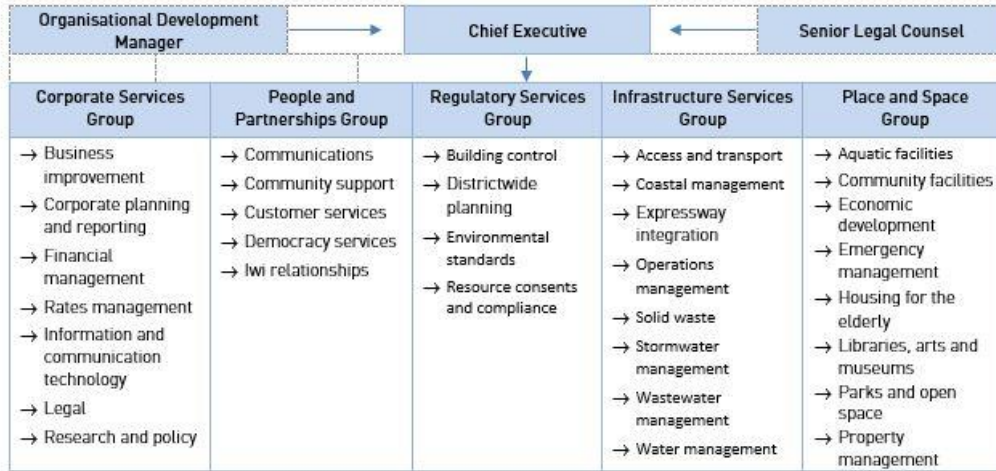 Organisational Development
Manager
Chief Executive
Senior Legal Counsel
Corporate Services
Group
→ Business
improvement
→ Corporate planning
and reporting
→ Financial
management
→ Rates management
→ Information and
communication
technology
→ Legal
→ Research and policy
People and
Partnerships Group
→ Communications
→ Community support
→ Customer services
→ Democracy services
→ Iwi relationships
Regulatory Services
Group
→ Building control
→ Districtwide
planning
→ Environmental
standards
→ Resource consents
and compliance
Infrastructure Services
Group
→ Access and transport
→ Coastal management
→ Expressway
integration
→ Operations
management
→ Solid waste
→ Stormwater
management
→ Wastewater
management
→ Water management
Place and Space
Group
→ Aquatic facilities
→ Community facilities
→ Economic
development
→ Emergency
management
→ Housing for the
elderly
→ Libraries, arts and
museums
→ Parks and open
space
→ Property
management